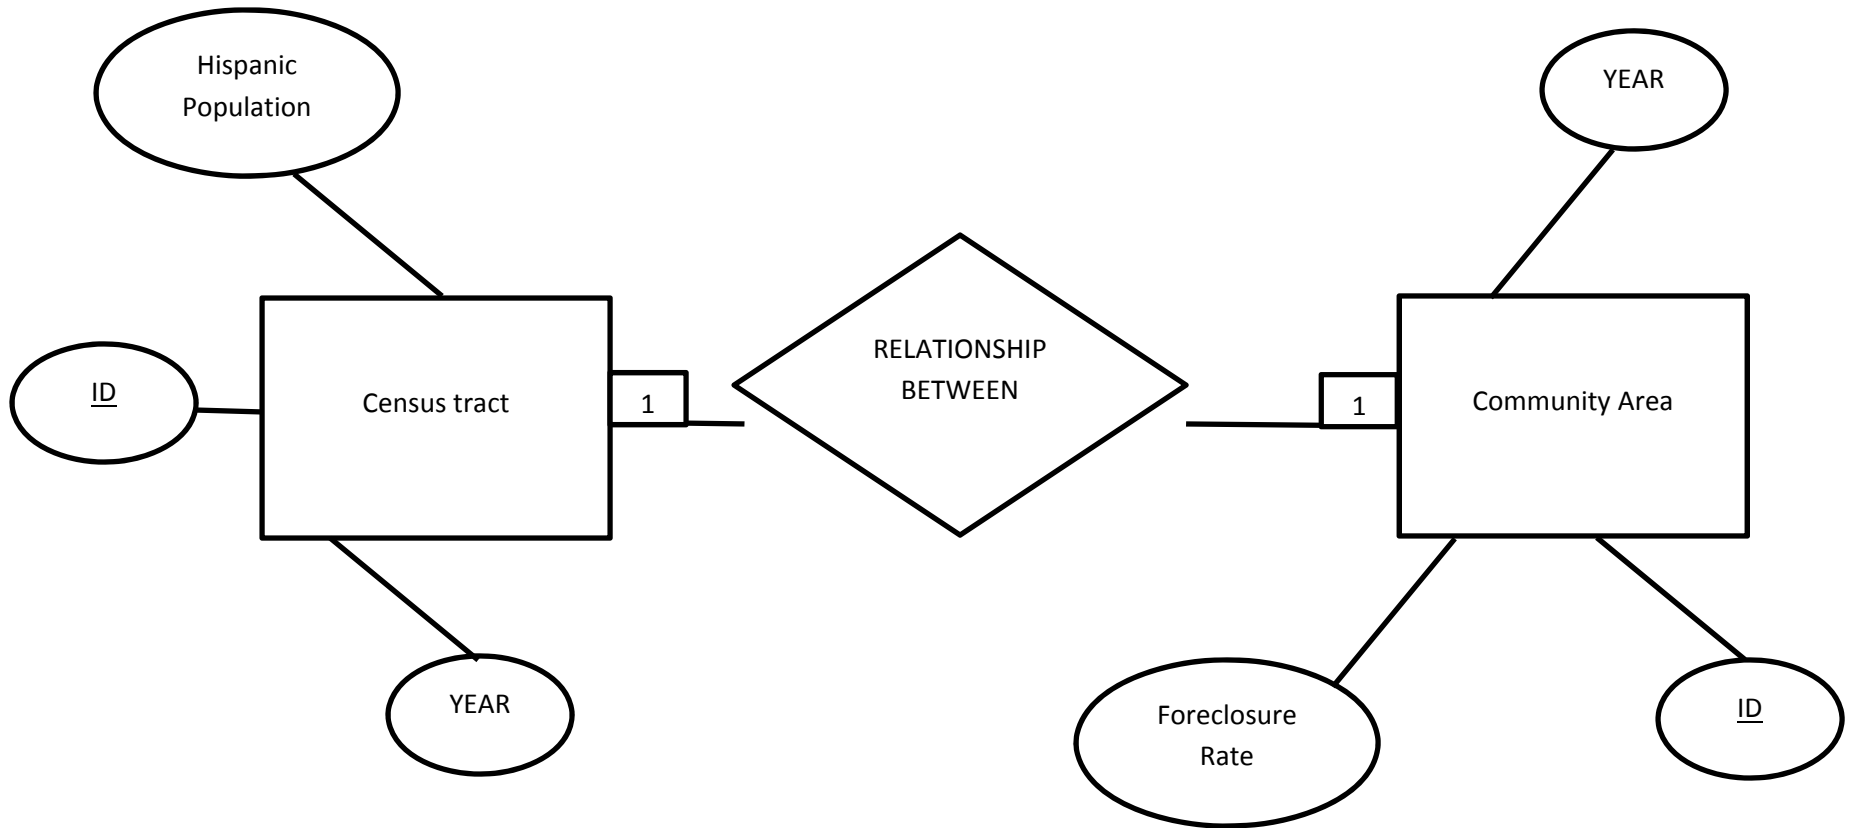 Hispanic
Population
YEAR
RELATIONSHIP
BETWEEN
ID
Census tract
1
1
Community Area
YEAR
Foreclosure
Rate
ID